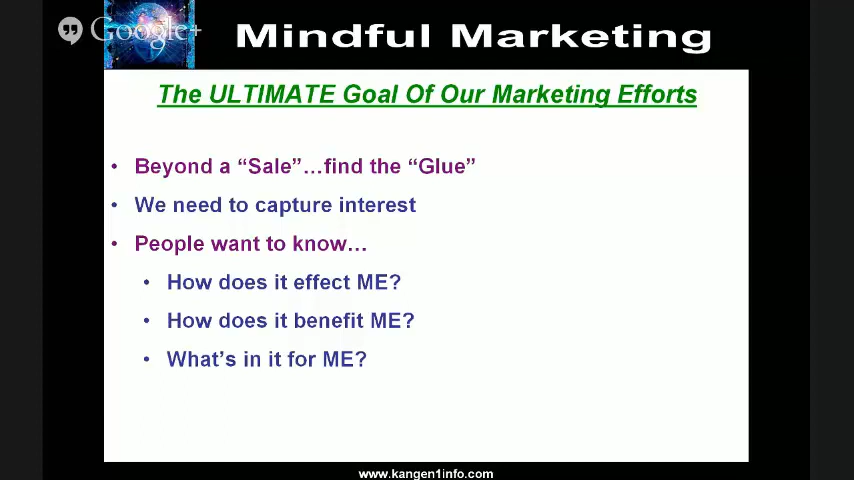 Google+
Mindful Marketing
The ULTIMATE Goal Of Our Marketing Efforts
• Beyond a “Sale”…find the “Glue”
• We need to capture interest
• People want to know…
• How does it effect ME?
• How does it benefit ME?
• What’s in it for ME?
www.kangen1info.com